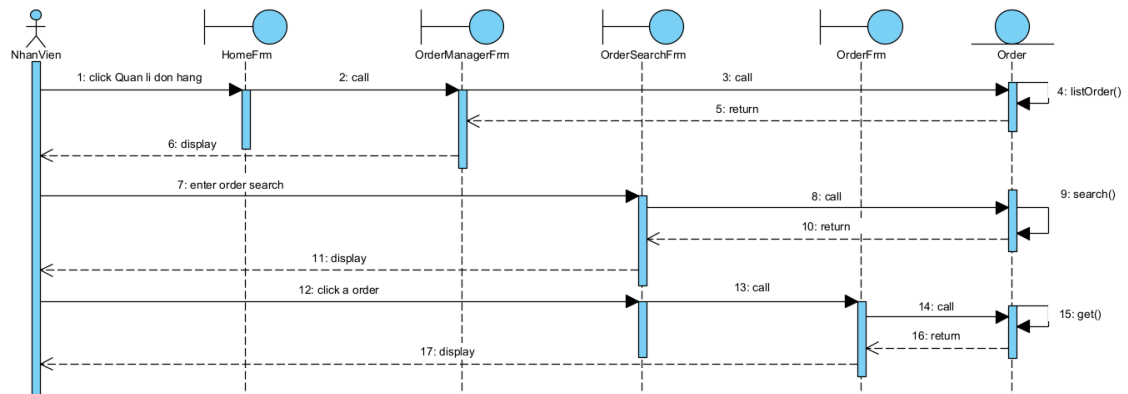 NhanVien
HomeFrm
OrderManagerFrm
OrderSearchFrm
OrderFrm
Order
1: click Quan li don hang
2: call
3: call
4: listOrder()
5: return
6: display
7: enter order search
8: call
9: search()
10: return
11: display
12: click a order
13: call
14: call
15: get()
16: return
17: display